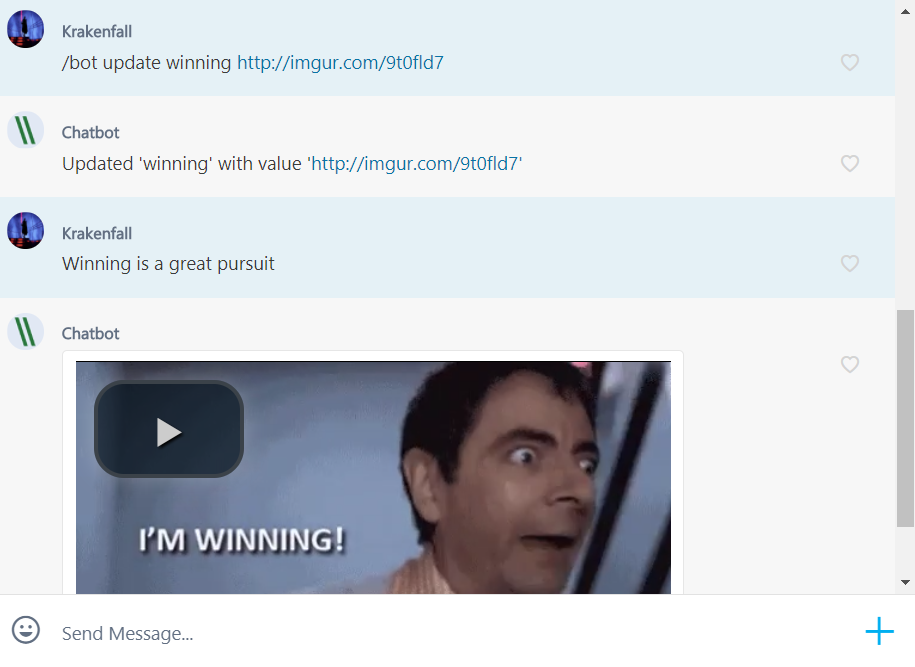 Krakenfall
/bot update winning http://imgur.com/9t0fld7
Chatbot
Updated 'winning' with value 'http://imgur.com/9t0fld7'
Krakenfall
Winning is a great pursuit
Chatbot
I'M WINNING!
Send Message...